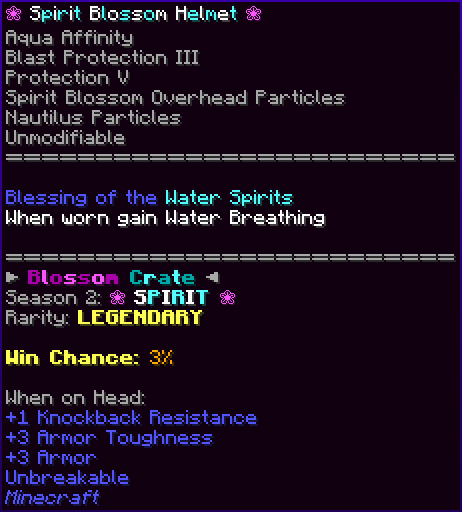 ❀ Spirit Blossom Helmet ❀
Aqua Affinity
Blast Protection III
Protection V
Spirit Blossom Overhead Particles
Nautilus Particles
Unmodifiable
================================
Blessing of the Water Spirits
When worn gain Water Breathing
================================
► Blossom Crate ◄
Season 2: ❀ SPIRIT ❀
Rarity: LEGENDARY
Win Chance: 3%
When on Head:
+1 Knockback Resistance
+3 Armor Toughness
+3 Armor
Unbreakable
Minecraft